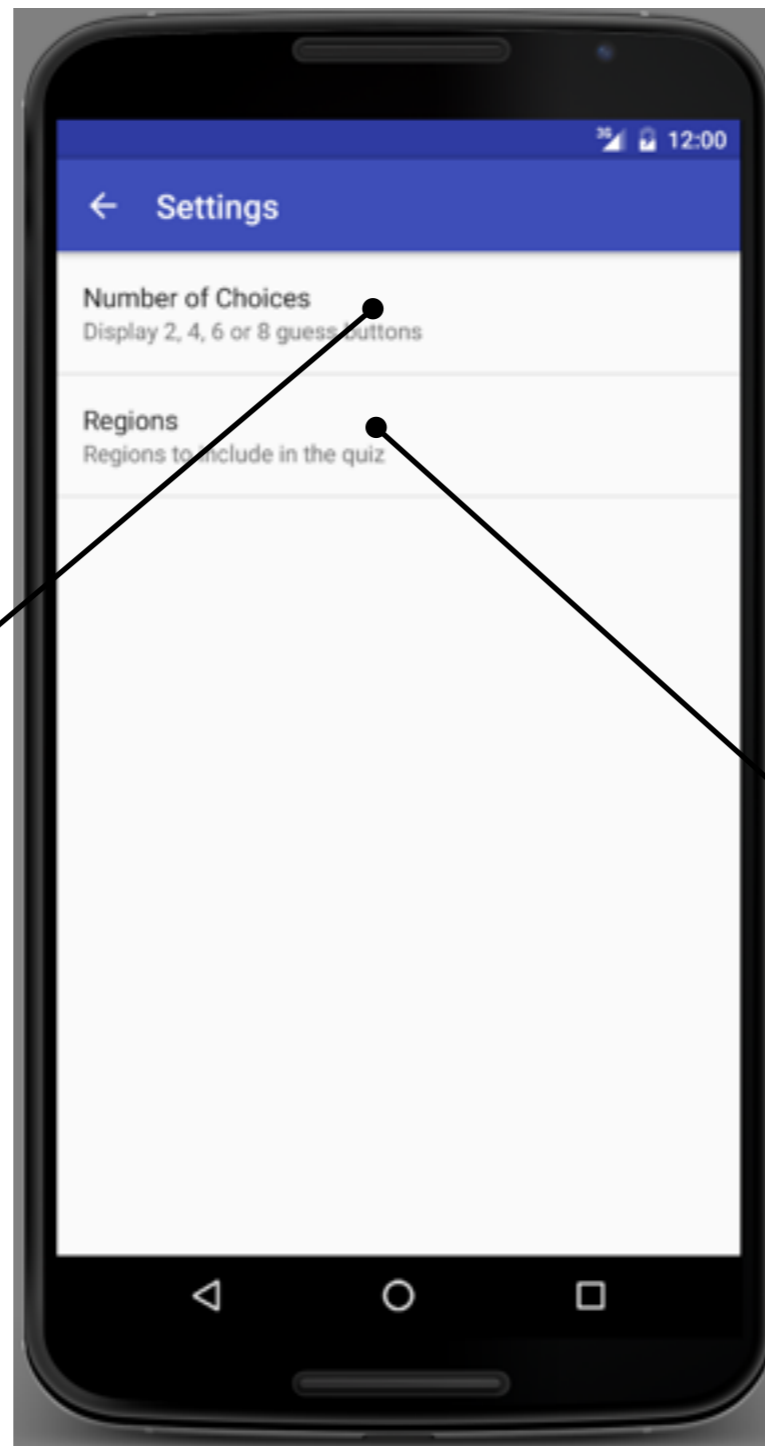 3G 12:00
Settings
Number of Choices
Display 2, 4, 6 or 8 guess buttons
Regions
Regions to include in the quiz